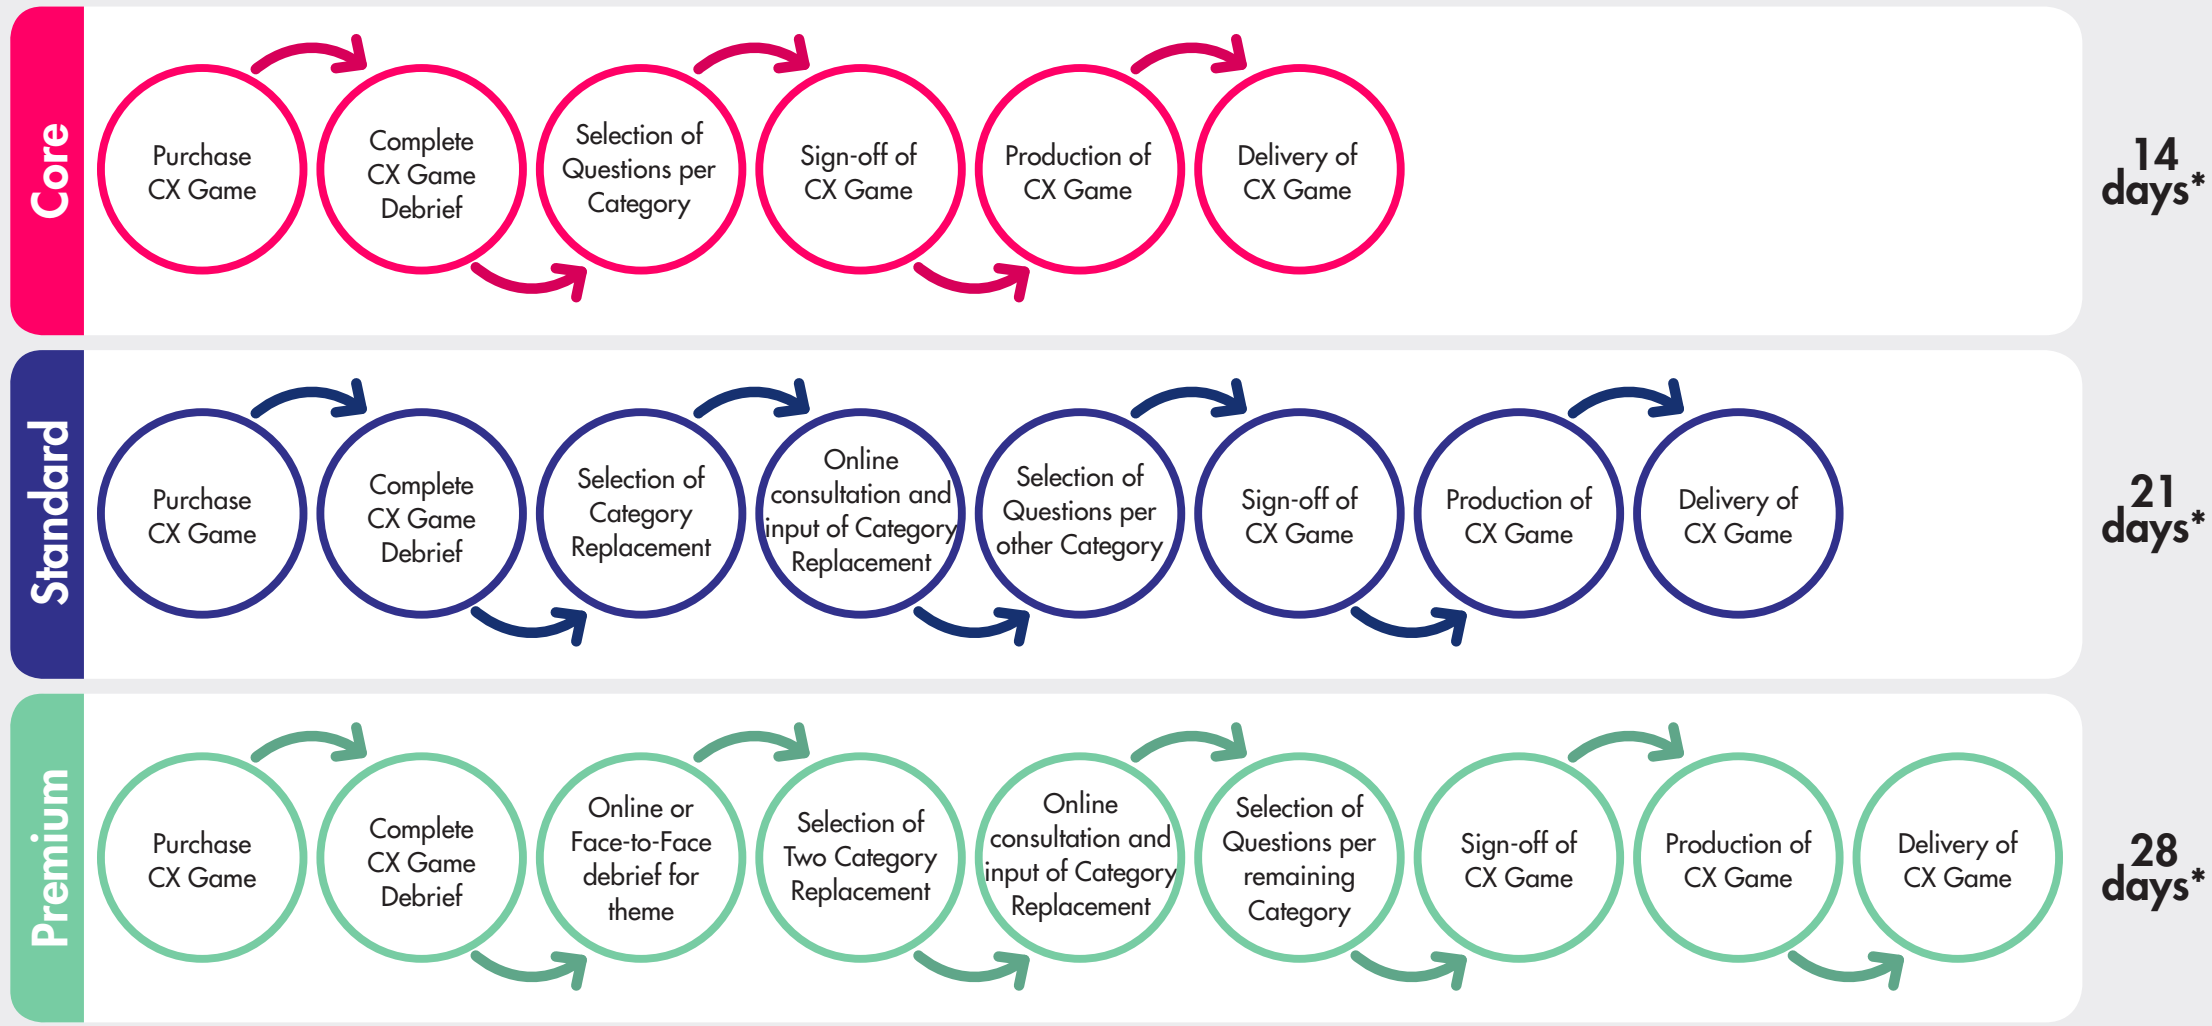 Core
Purchase
CX Game
Complete
CX Game
Debrief
Selection of
Questions per
Category
Sign-off of
CX Game
Production of
CX Game
Delivery of
CX Game
14
days*
Standard
Purchase
CX Game
Complete
CX Game
Debrief
Selection of
Category
Replacement
Online
consultation and
input of Category
Replacement
Selection of
Questions per
other Category
Sign-off of
CX Game
Production of
CX Game
Delivery of
CX Game
21
days*
Premium
Purchase
CX Game
Complete
CX Game
Debrief
Online or
Face-to-Face
debrief for
theme
Selection of
Two Category
Replacement
Online
consultation and
input of Category
Replacement
Selection of
Questions per
remaining
Category
Sign-off of
CX Game
Production of
CX Game
Delivery of
CX Game
28
days*